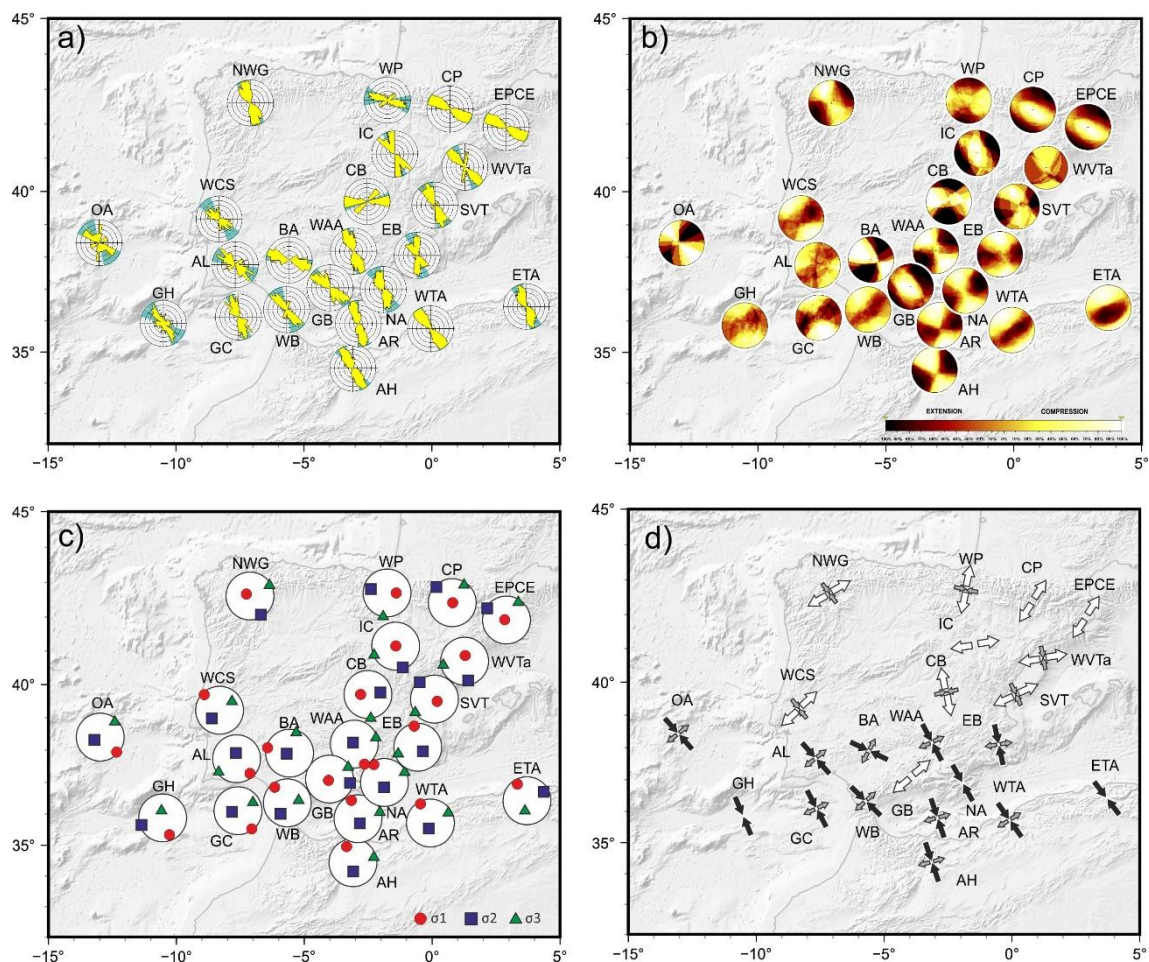 a)
45°
40°
35°
−15°
−10°
−5°
0°
5°
NWG
WP
CP
EPCE
IC
WVTa
CB
WCS
SVT
OA
BA
WAA
EB
AL
ETA
GH
WTA
GC
WB
GB
NA
AR
AH
b)
45°
40°
35°
−15°
−10°
−5°
0°
5°
NWG
WP
CP
EPCE
IC
WVTa
CB
WCS
SVT
OA
BA
WAA
EB
AL
ETA
GH
WTA
GC
WB
GB
NA
AR
AH
EXTENSION COMPRESSION
c)
45°
40°
35°
−15°
−10°
−5°
0°
5°
NWG
WP
CP
EPCE
IC
WVTa
CB
WCS
SVT
OA
BA
WAA
EB
AL
ETA
GH
WTA
GC
WB
GB
NA
AR
AH
σ1 σ2 σ3
d)
45°
40°
35°
−15°
−10°
−5°
0°
5°
NWG
WP
CP
EPCE
IC
WVTa
CB
WCS
SVT
OA
BA
WAA
EB
AL
ETA
GH
WTA
GC
WB
GB
NA
AR
AH